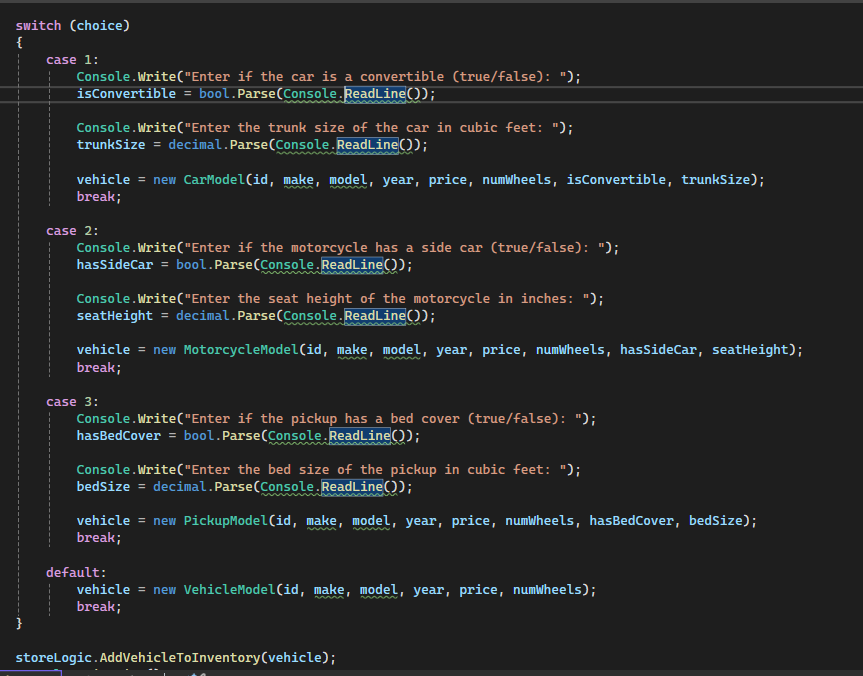 switch (choice)
{
case 1:
Console.Write("Enter if the car is a convertible (true/false): ");
isConvertible = bool.Parse(Console.ReadLine());
Console.Write("Enter the trunk size of the car in cubic feet: ");
trunkSize = decimal.Parse(Console.ReadLine());
vehicle = new CarModel(id, make, model, year, price, numWheels, isConvertible, trunkSize);
break;
case 2:
Console.Write("Enter if the motorcycle has a side car (true/false): ");
hasSideCar = bool.Parse(Console.ReadLine());
Console.Write("Enter the seat height of the motorcycle in inches: ");
seatHeight = decimal.Parse(Console.ReadLine());
vehicle = new MotorcycleModel(id, make, model, year, price, numWheels, hasSideCar, seatHeight);
break;
case 3:
Console.Write("Enter if the pickup has a bed cover (true/false): ");
hasBedCover = bool.Parse(Console.ReadLine());
Console.Write("Enter the bed size of the pickup in cubic feet: ");
bedSize = decimal.Parse(Console.ReadLine());
vehicle = new PickupModel(id, make, model, year, price, numWheels, hasBedCover, bedSize);
break;
default:
vehicle = new VehicleModel(id, make, model, year, price, numWheels);
break;
}
storeLogic.AddVehicleToInventory(vehicle);